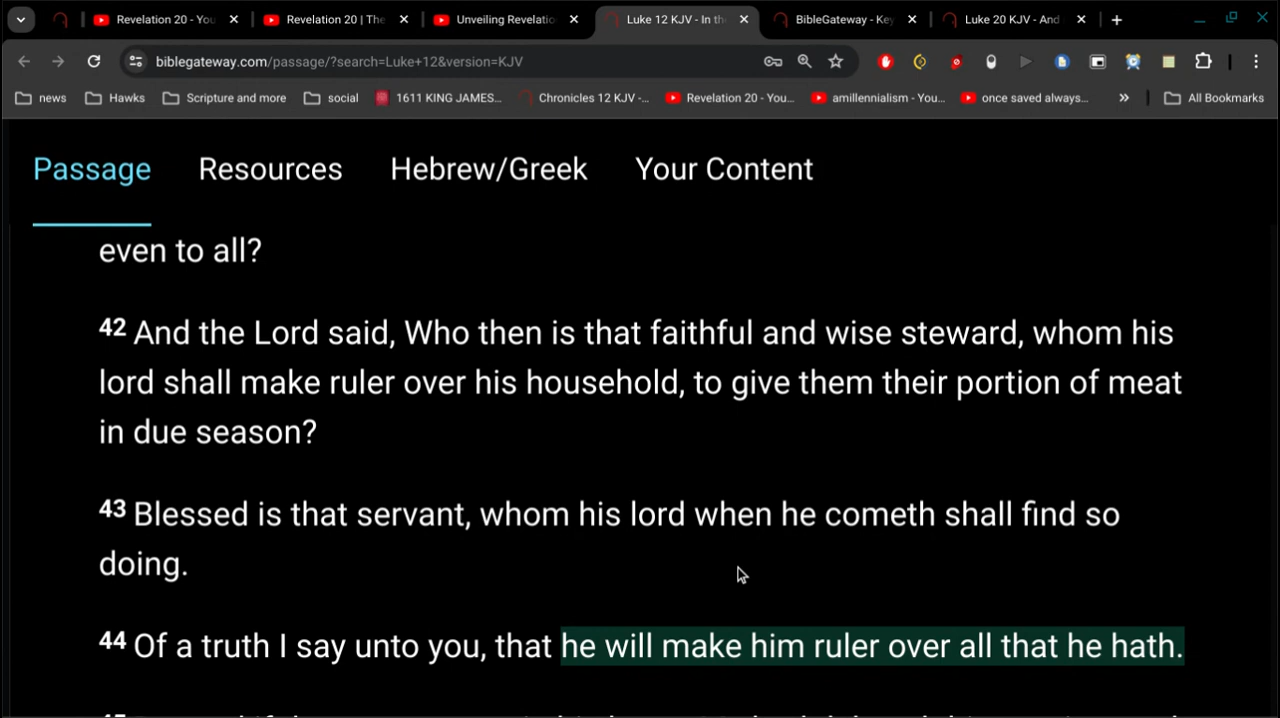 Revelation 20 - You
Revelation 20 | The
Unveiling Revelatio
Luke 12 KJV - In th
BibleGateway - Key
Luke 20 KJV - And
biblegateway.com/passage/?search=Luke+12&version=KJV
news
Hawks
Scripture and more
social
1611 KING JAMES...
Chronicles 12 KJV -...
Revelation 20 - You...
amillennialism - You...
once saved always...
All Bookmarks
Passage Resources Hebrew/Greek Your Content
even to all?
42 And the Lord said, Who then is that faithful and wise steward, whom his
lord shall make ruler over his household, to give them their portion of meat
in due season?
43 Blessed is that servant, whom his lord when he cometh shall find so
doing.
44 Of a truth I say unto you, that he will make him ruler over all that he hath.